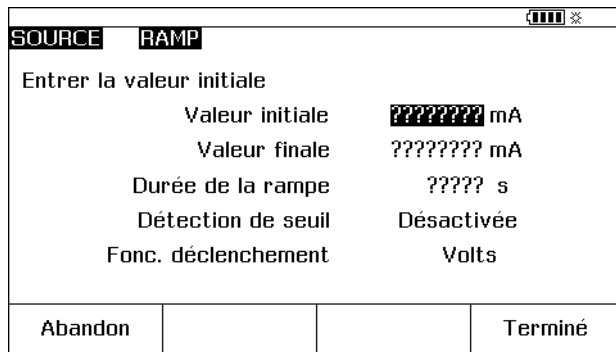 SOURCE RAMP
Entrer la valeur initiale
Valeur initiale ???????? mA
Valeur finale ???????? mA
Durée de la rampe ????? s
Détection de seuil Désactivée
Fonc. déclenchement Volts
Abandon Terminé